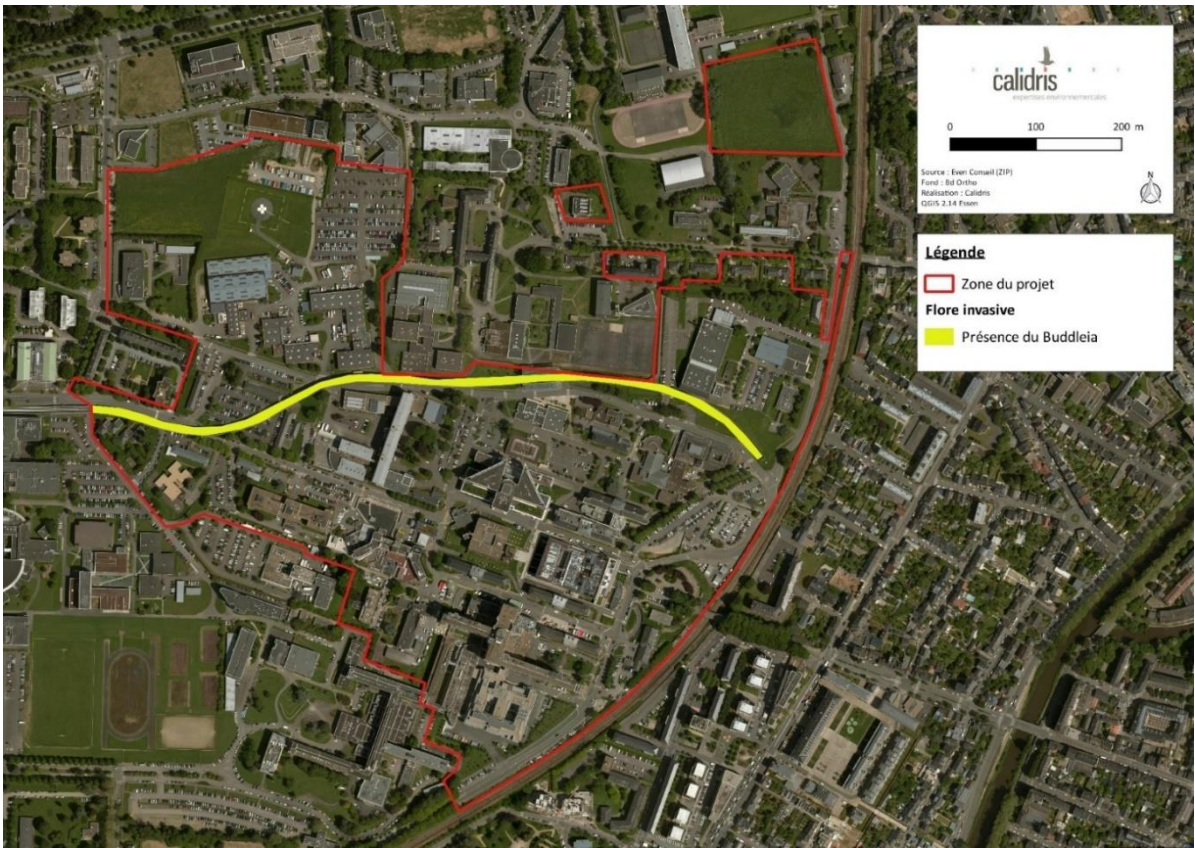 calidris
expertises environnementales
0 100 200 m
Source : Even Conseil (ZIP)
Fond : Bd Ortho
Réalisation : Calidris
QGIS 2.14 Essen
N
Légende
Zone du projet
Flore invasive
Présence du Buddleia